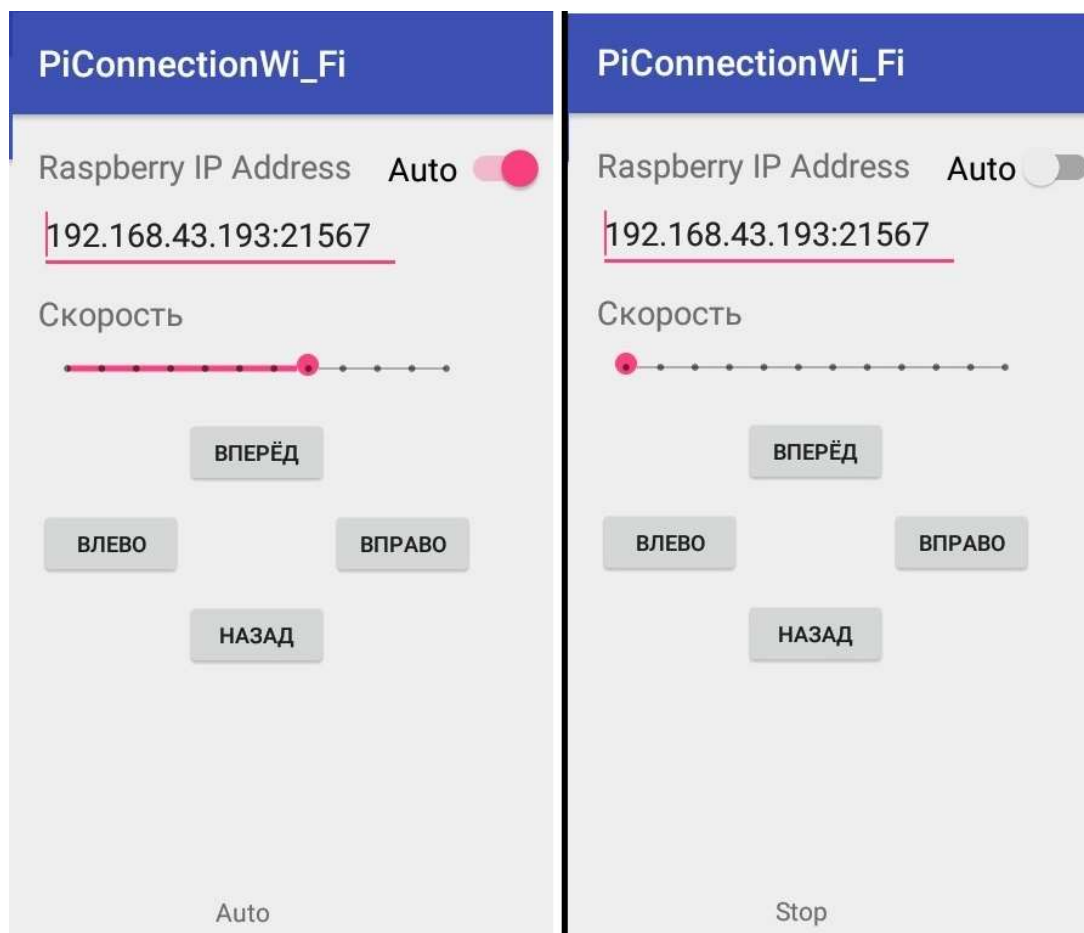 PiConnectionWi_Fi
Raspberry IP Address Auto
192.168.43.193:21567
Скорость
ВПЕРЁД
ВЛЕВО ВПРАВО
НАЗАД
Auto
PiConnectionWi_Fi
Raspberry IP Address Auto
192.168.43.193:21567
Скорость
ВПЕРЁД
ВЛЕВО ВПРАВО
НАЗАД
Stop